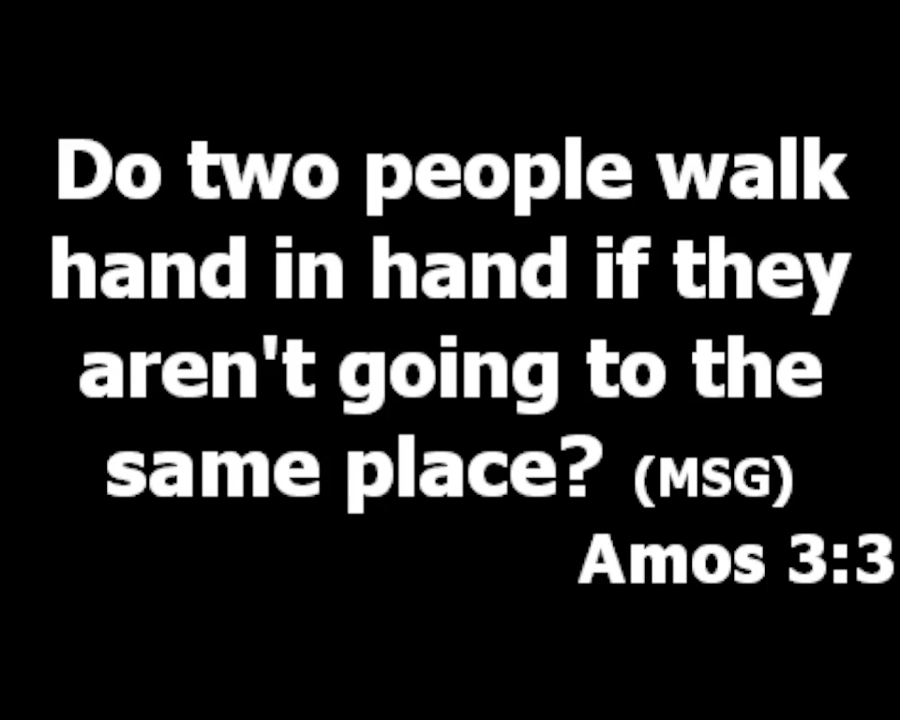 Do two people walk
hand in hand if they
aren't going to the
same place? (MSG)
Amos 3:3